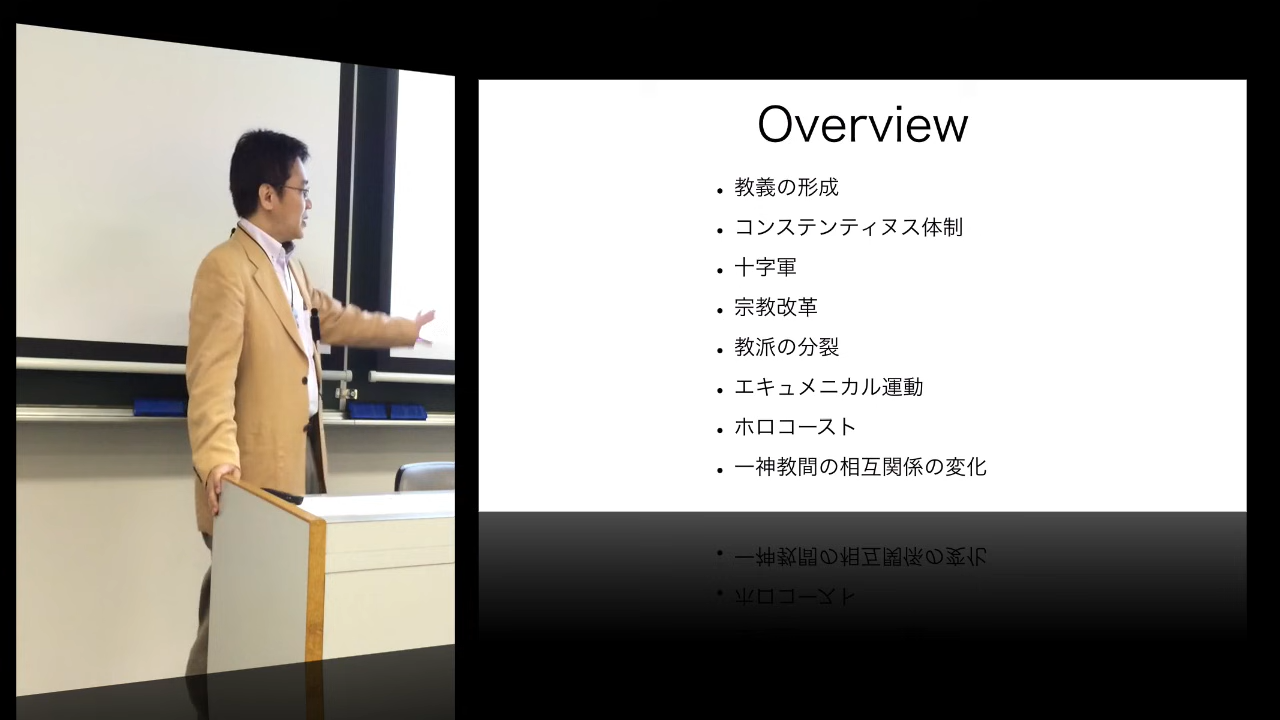 Overview
• 教義の形成
• コンステンティヌス体制
• 十字軍
• 宗教改革
• 教派の分裂
• エキュメニカル運動
• ホロコースト
• 一神教間の相互関係の変化